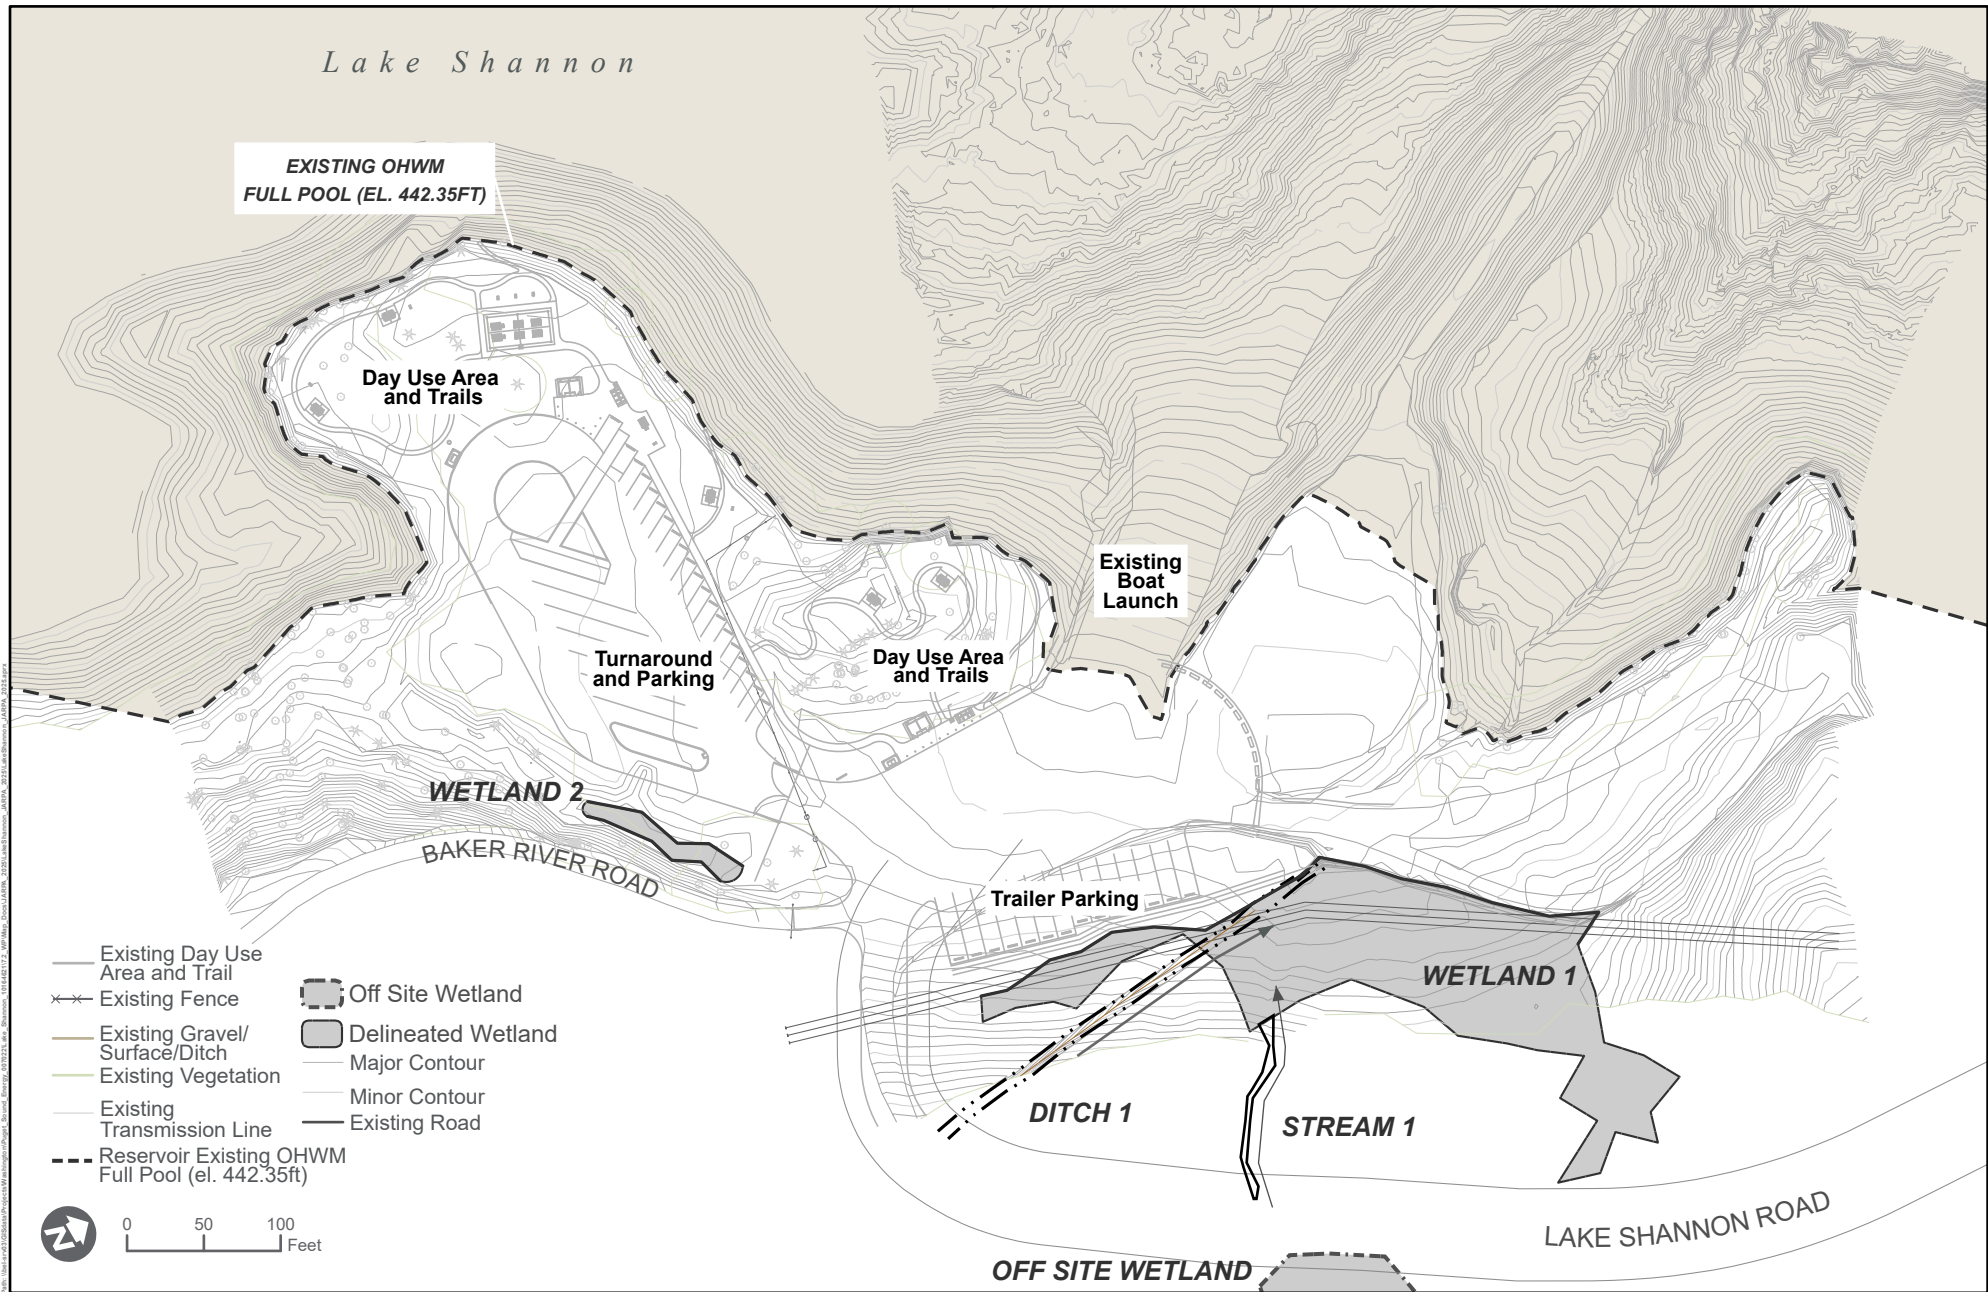 Lake Shannon
EXISTING OHWM
FULL POOL (EL. 442.35FT)
Day Use Area
and Trails
Existing
Boat
Launch
Turnaround
and Parking
Day Use Area
and Trails
WETLAND 2
BAKER RIVER ROAD
Trailer Parking
WETLAND 1
DITCH 1
STREAM 1
LAKE SHANNON ROAD
OFF SITE WETLAND
Existing Day Use
Area and Trail
Existing Fence
Existing Gravel/
Surface/Ditch
Existing Vegetation
Existing
Transmission Line
Reservoir Existing OHWM
Full Pool (el. 442.35ft)
Off Site Wetland
Delineated Wetland
Major Contour
Minor Contour
Existing Road
N
0 50 100
Feet